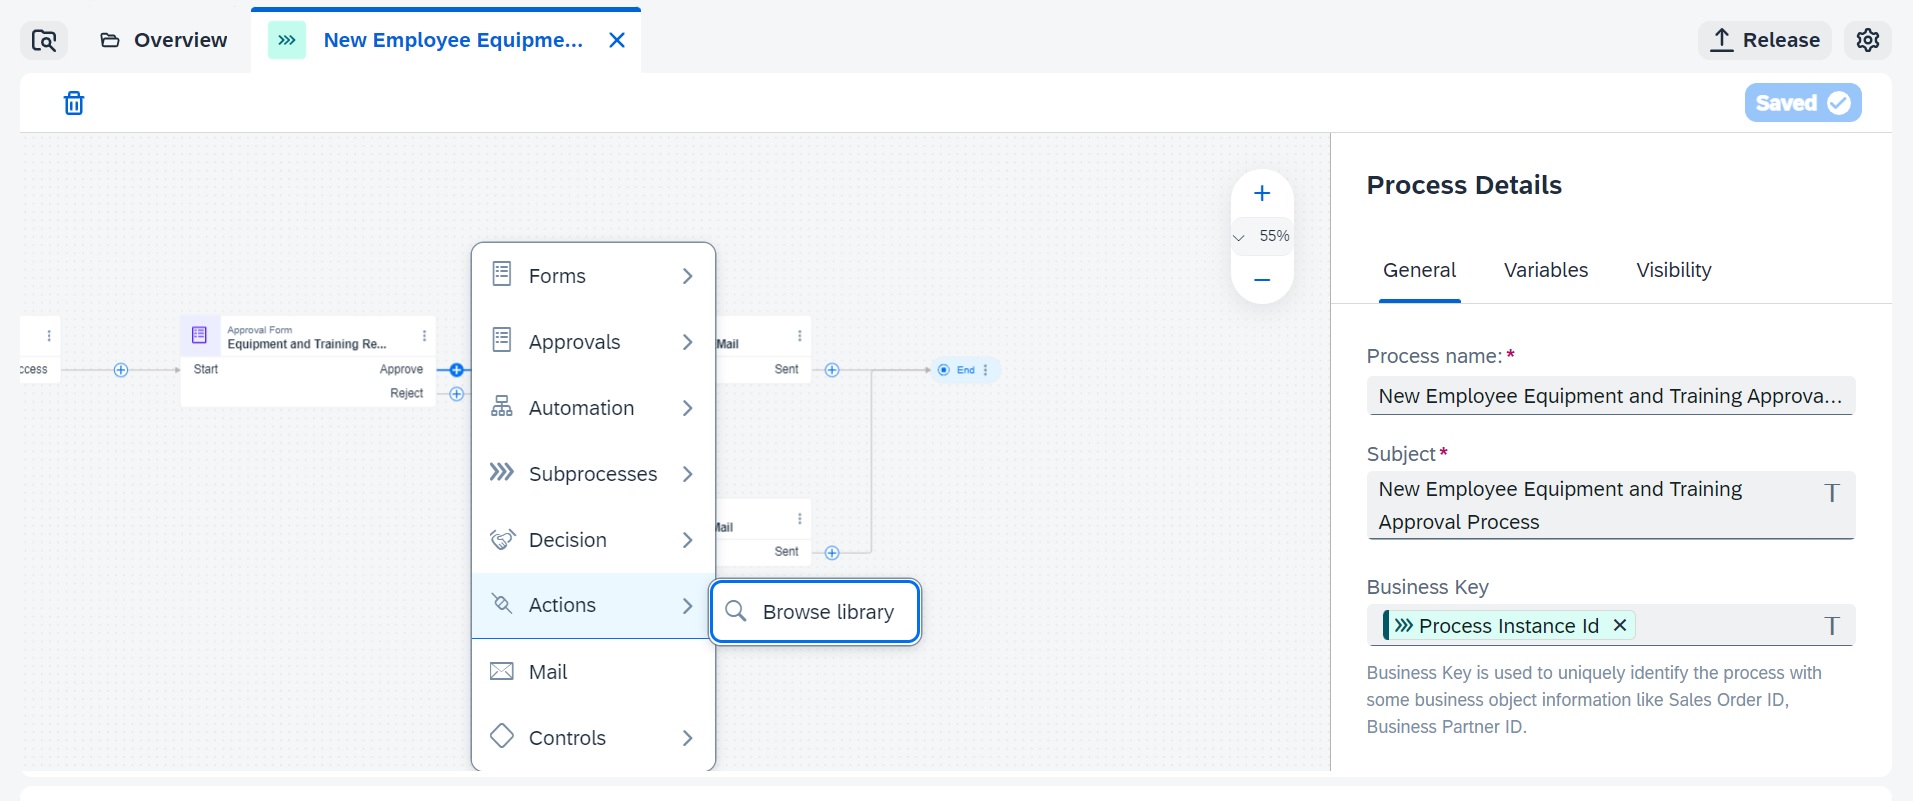 Overview
New Employee Equipme...
Release
Saved
55%
Forms
Approvals
Automation
Subprocesses
Decision
Actions
Browse library
Mail
Controls
ccess
Approval Form
Equipment and Training Re...
Start
Approve
Reject
Mail
Sent
End
Mail
Sent
Process Details
General
Variables
Visibility
Process name:*
New Employee Equipment and Training Approva...
Subject*
New Employee Equipment and Training
Approval Process
Business Key
Process Instance Id
Business Key is used to uniquely identify the process with
some business object information like Sales Order ID,
Business Partner ID.